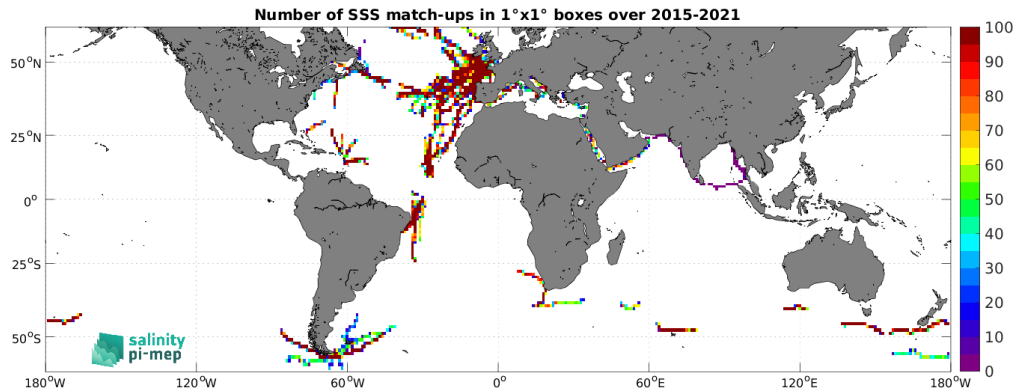 Number of SSS match-ups in 1°x1° boxes over 2015-2021
50°N
25°N
0°
25°S
50°S
180°W
120°W
60°W
0°
60°E
120°E
180°W
100
90
80
70
60
50
40
30
20
10
0
salinity
pi-mep